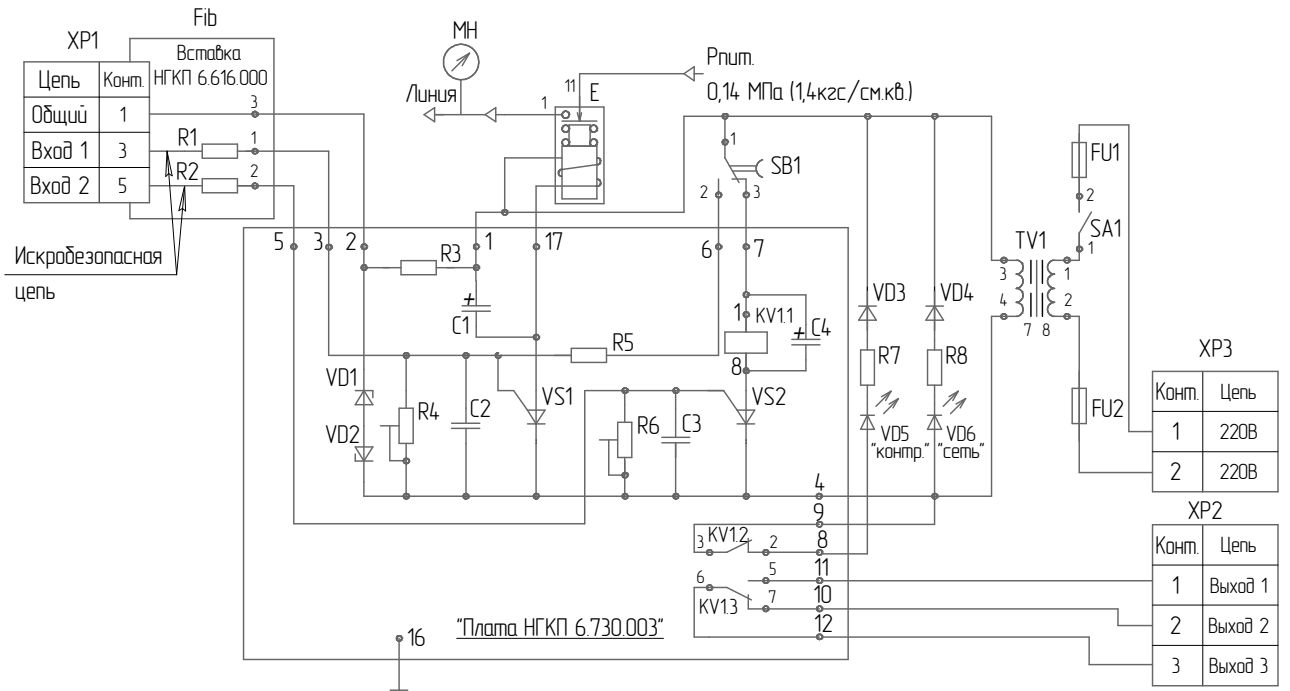 Fib
XP1
Вставка
НГКП 6.616.000
Цепь Конт.
Общий 1
Вход 1 3
Вход 2 5
R1
R2
3
1
2
Искробезопасная
цепь
МН
Линия
1
11
E
Рпит.
0,14 МПа (1,4кгс/см.кв.)
1
SB1
2
3
5
3
2
1
17
6
7
R3
+
C1
1
KV1.1
+
C4
8
R5
VD1
VD2
R4
C2
VS1
R6
C3
VS2
VD3
VD4
R7
R8
VD5
"контр."
VD6
"сеть"
TV1
3
4
1
2
7 8
FU1
2
SA1
1
FU2
XP3
Конт. Цепь
1 220В
2 220В
4
9
8
11
10
12
3
KV1.2
2
5
6
7
KV1.3
XP2
Конт. Цепь
1 Выход 1
2 Выход 2
3 Выход 3
16
"Плата НГКП 6.730.003"